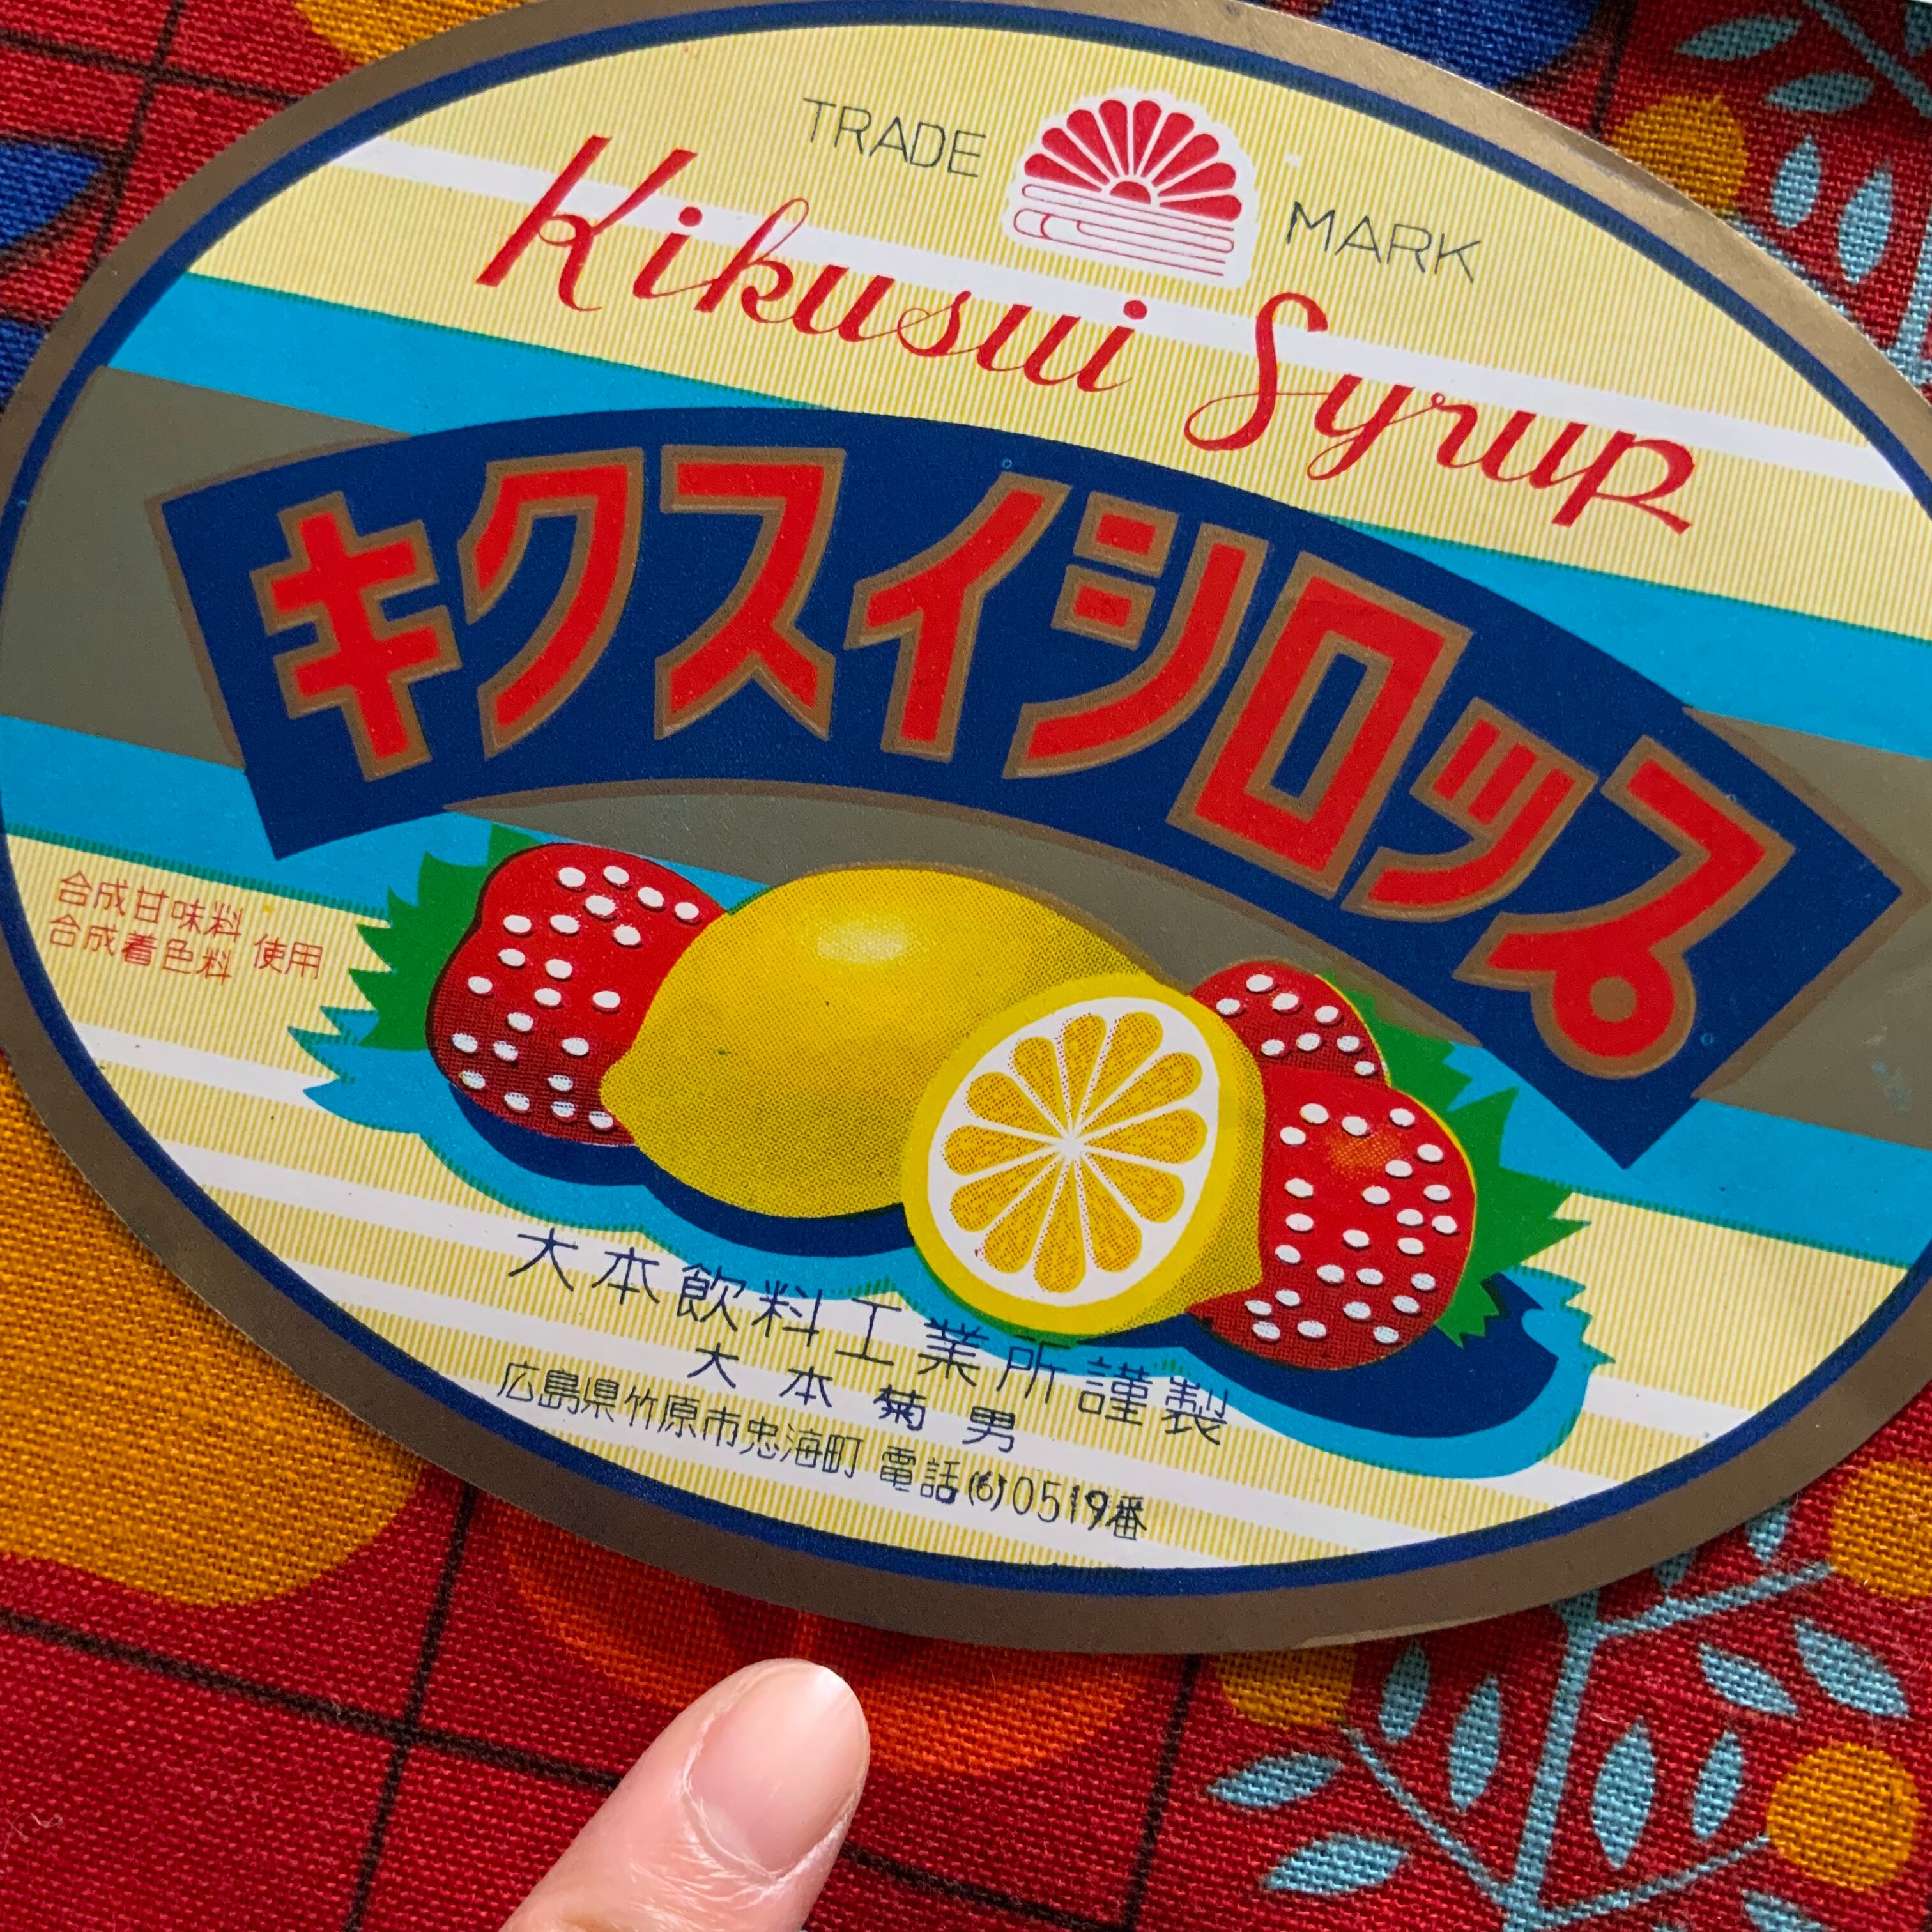 TRADE MARK
Kikusui Syrup
キクスイシロップ
合成甘味料
合成着色料 使用
大本飲料工業所謹製
大本菊男
広島県竹原市忠海町 電話(6)0519番